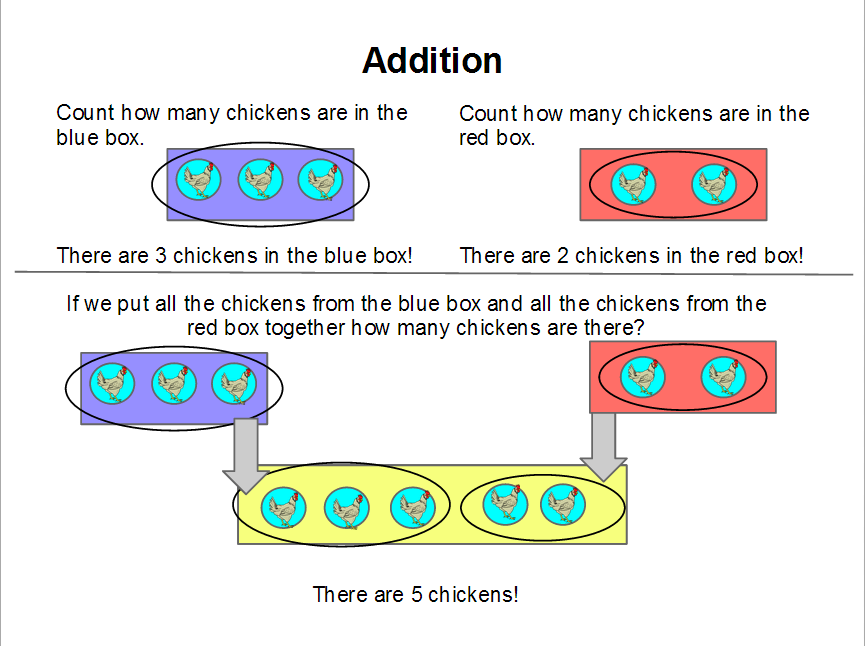 Addition
Count how many chickens are in the
blue box.
There are 3 chickens in the blue box!
Count how many chickens are in the
red box.
There are 2 chickens in the red box!
If we put all the chickens from the blue box and all the chickens from the
red box together how many chickens are there?
There are 5 chickens!